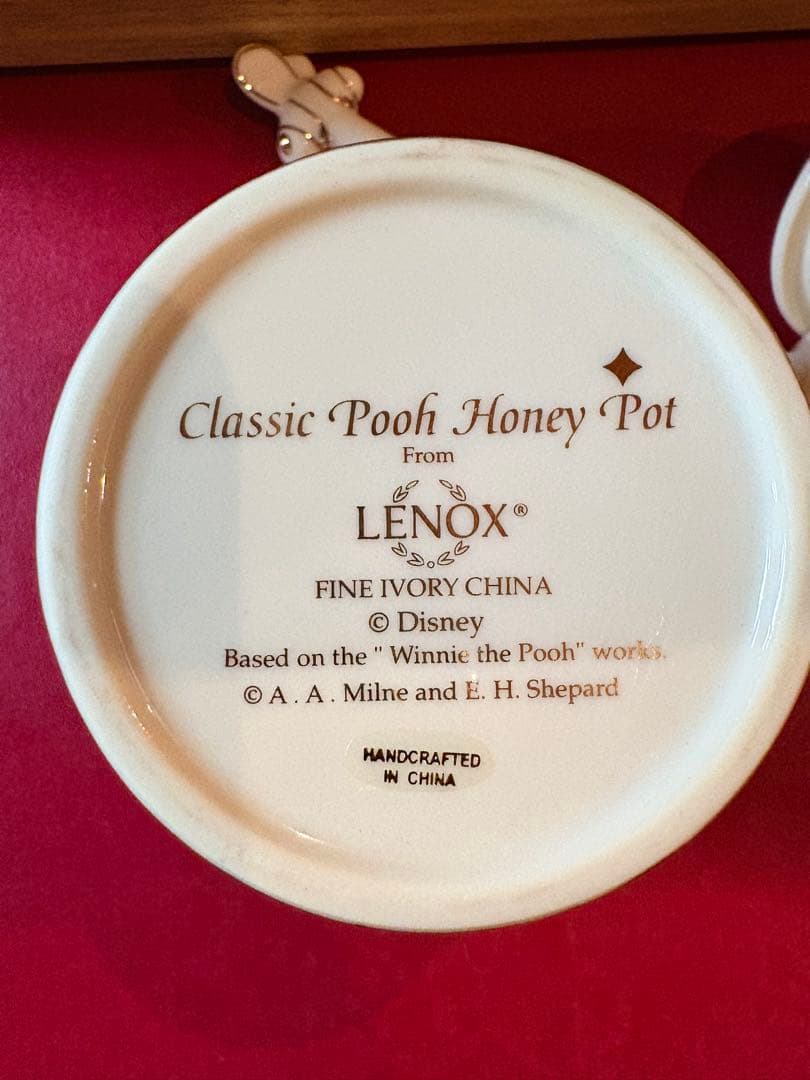 Classic Pooh Honey Pot
From
LENOX®
FINE IVORY CHINA
© Disney
Based on the " Winnie the Pooh" works.
© A . A . Milne and E. H. Shepard
HANDCRAFTED
IN CHINA